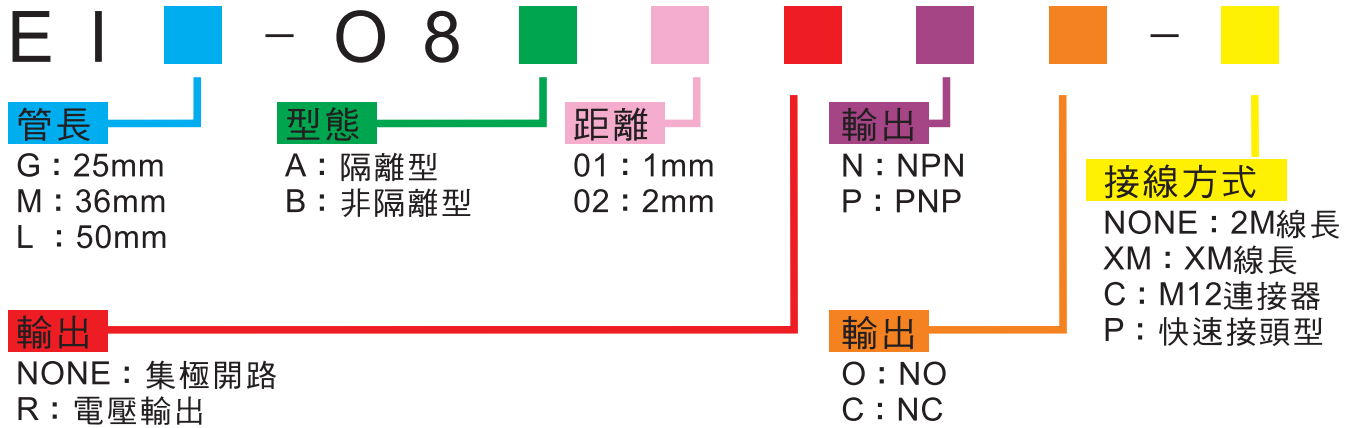 EI - O8 -
管長
G：25mm
M：36mm
L：50mm
型態
A：隔離型
B：非隔離型
距離
01：1mm
02：2mm
輸出
N：NPN
P：PNP
接線方式
NONE：2M線長
XM：XM線長
C：M12連接器
P：快速接頭型
輸出
NONE：集極開路
R：電壓輸出
輸出
O：NO
C：NC